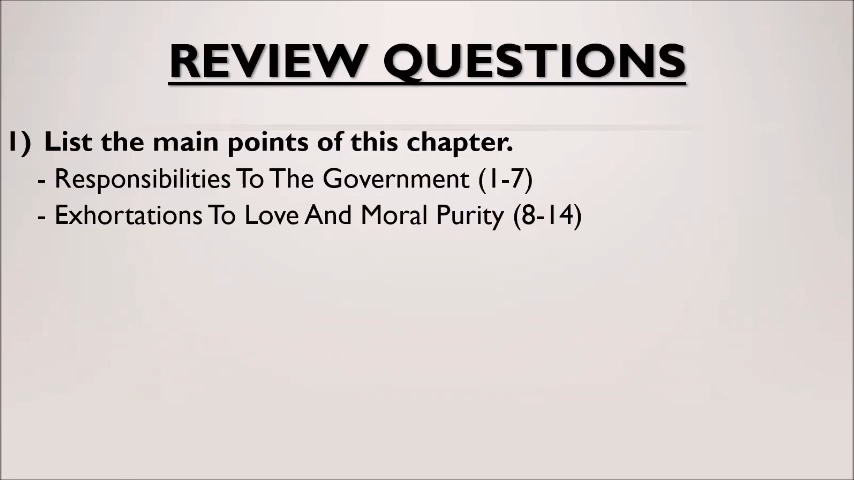 REVIEW QUESTIONS
1) List the main points of this chapter.
- Responsibilities To The Government (1-7)
- Exhortations To Love And Moral Purity (8-14)